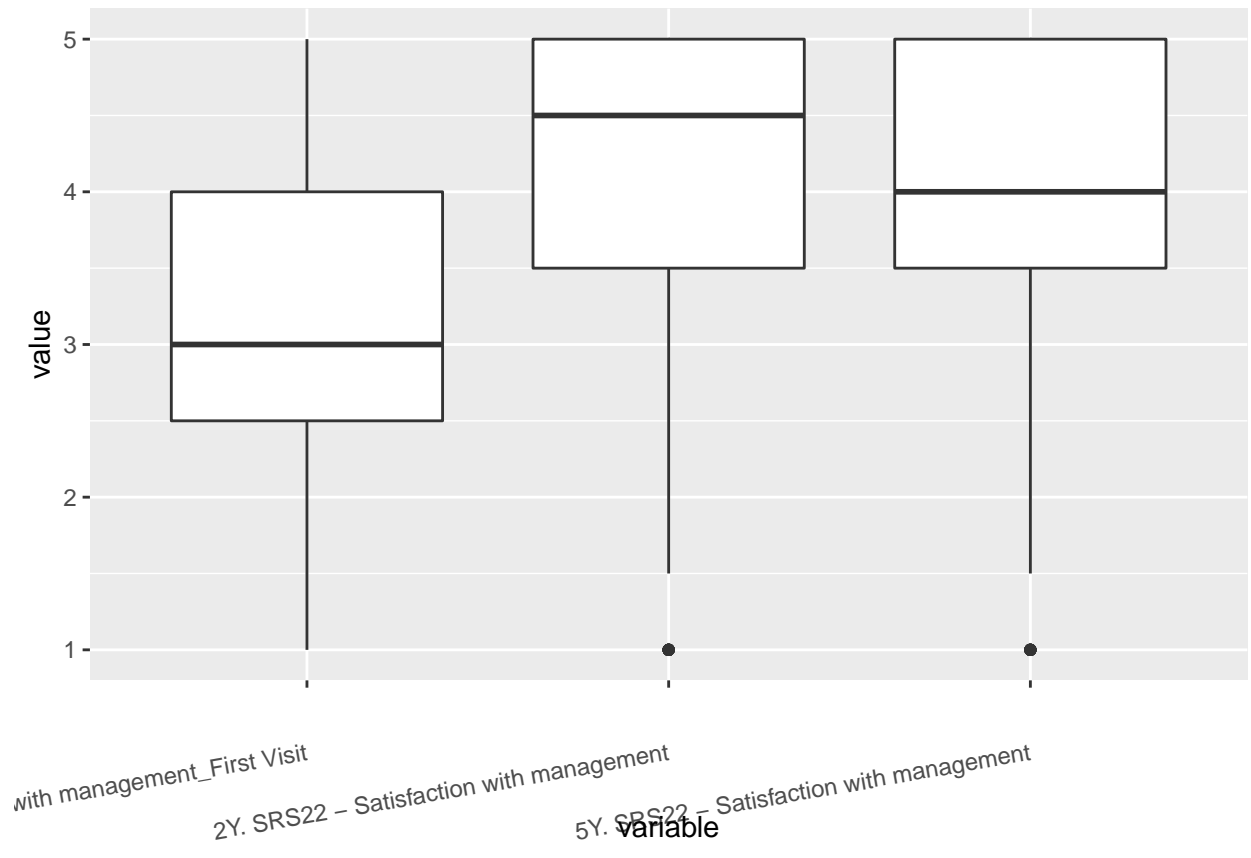 5
4
3
2
1
value
with management_First Visit
2Y. SRS22 – Satisfaction with management
5Y. SRS22 – Satisfaction with management
variable